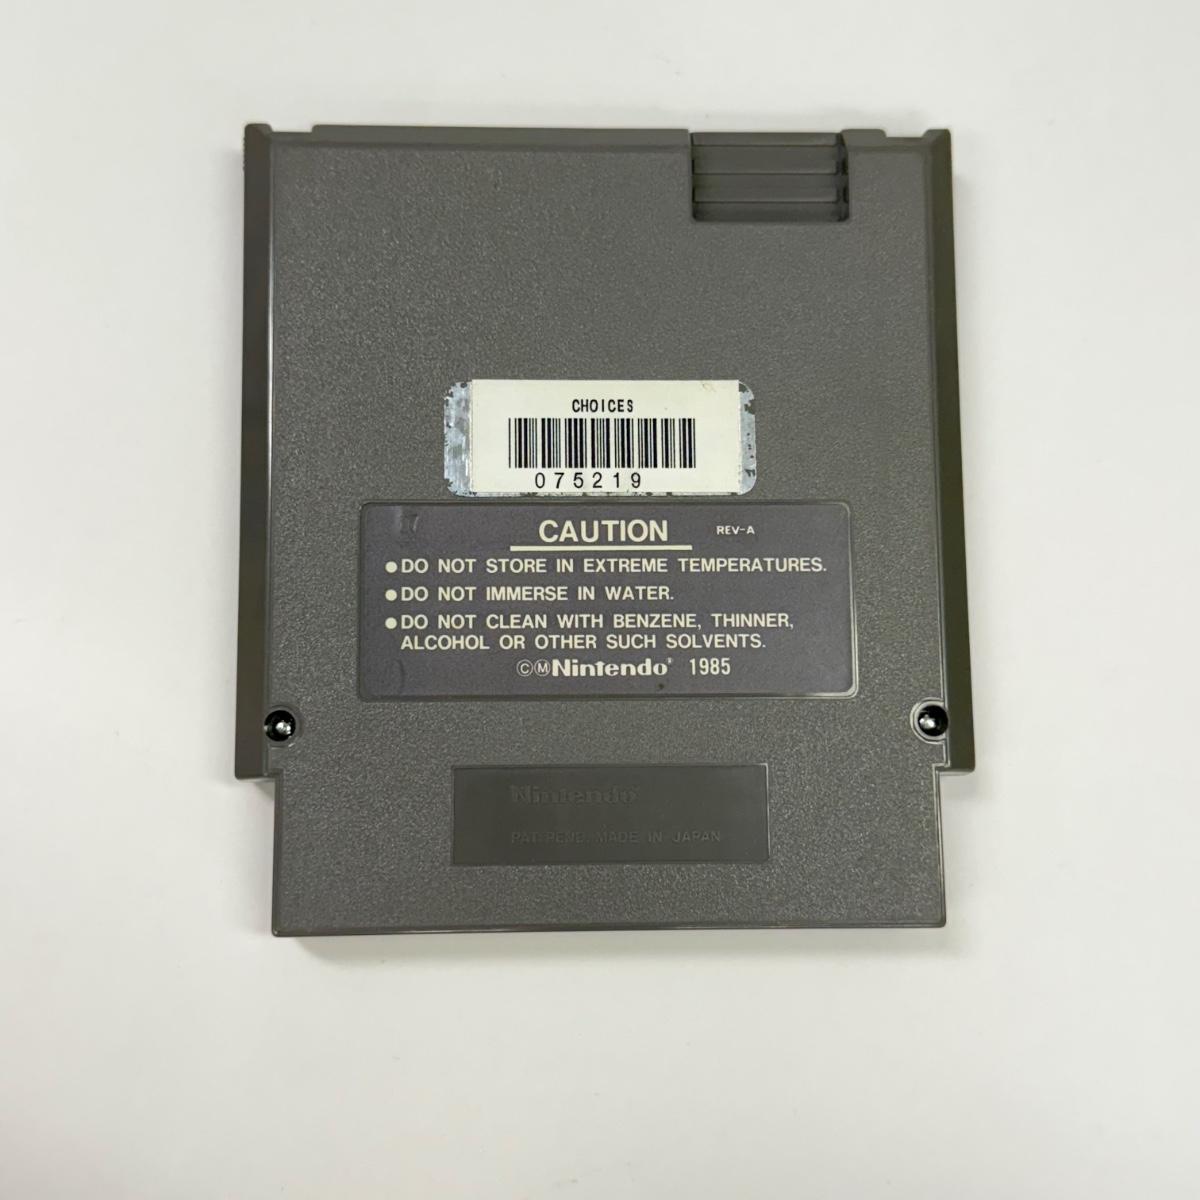 CHOICES
075219
CAUTION REV-A
●DO NOT STORE IN EXTREME TEMPERATURES.
●DO NOT IMMERSE IN WATER.
●DO NOT CLEAN WITH BENZENE, THINNER,
ALCOHOL OR OTHER SUCH SOLVENTS.
©ⓂNintendo® 1985
Nintendo®
PAT. PEND. MADE IN JAPAN